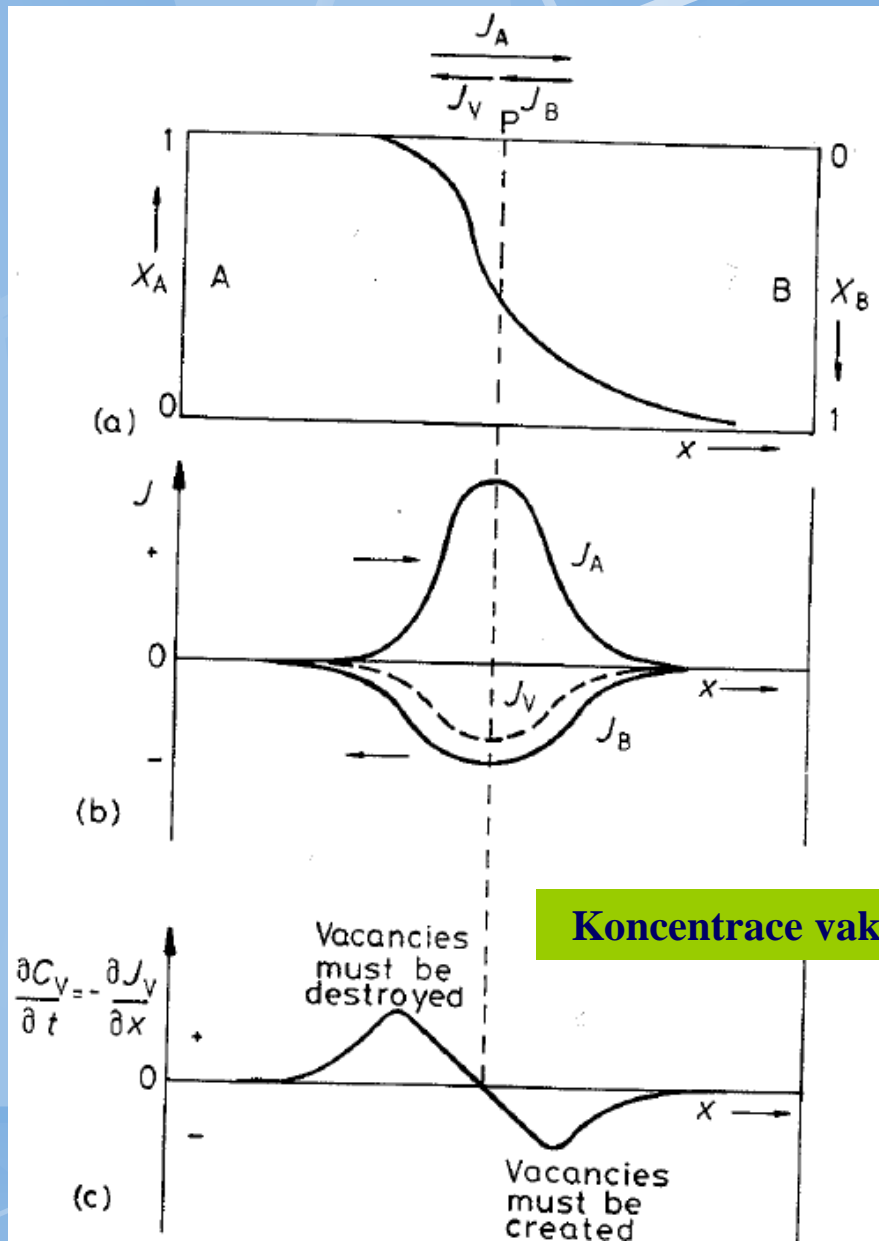 J_A
J_V J_B
P
1 0
X_A A B X_B
(a) 0 1
x
J
+
J_A
0
J_V x
J_B
-
(b)
Koncentrace vak
Vacancies
must be
destroyed
∂C_V/∂t = - ∂J_V/∂x
+
0
x
-
Vacancies
(c) must be
created